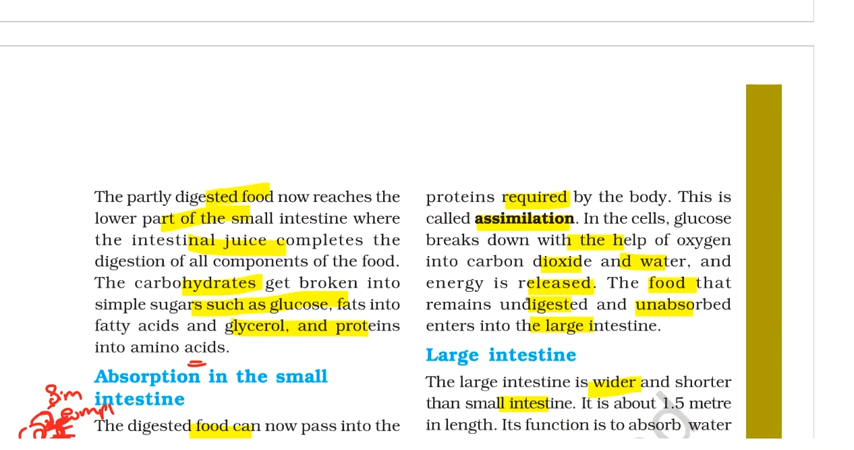 The partly digested food now reaches the
lower part of the small intestine where
the intestinal juice completes the
digestion of all components of the food.
The carbohydrates get broken into
simple sugars such as glucose, fats into
fatty acids and glycerol, and proteins
into amino acids.
Absorption in the small
intestine
The digested food can now pass into the
proteins required by the body. This is
called assimilation. In the cells, glucose
breaks down with the help of oxygen
into carbon dioxide and water, and
energy is released. The food that
remains undigested and unabsorbed
enters into the large intestine.
Large intestine
The large intestine is wider and shorter
than small intestine. It is about 1.5 metre
in length. Its function is to absorb water